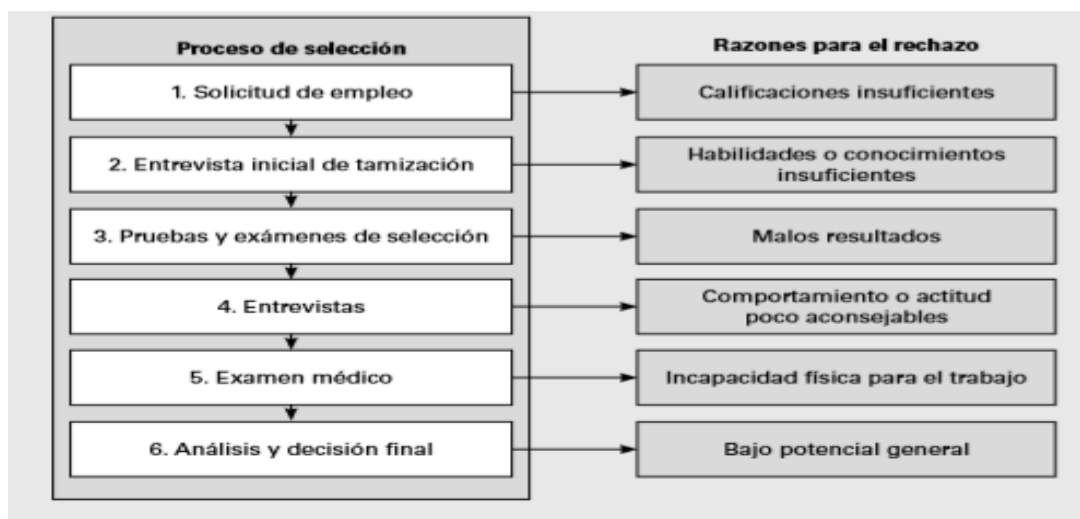 Proceso de selección
Razones para el rechazo
1. Solicitud de empleo
Calificaciones insuficientes
2. Entrevista inicial de tamización
Habilidades o conocimientos
insuficientes
3. Pruebas y exámenes de selección
Malos resultados
4. Entrevistas
Comportamiento o actitud
poco aconsejables
5. Examen médico
Incapacidad física para el trabajo
6. Análisis y decisión final
Bajo potencial general